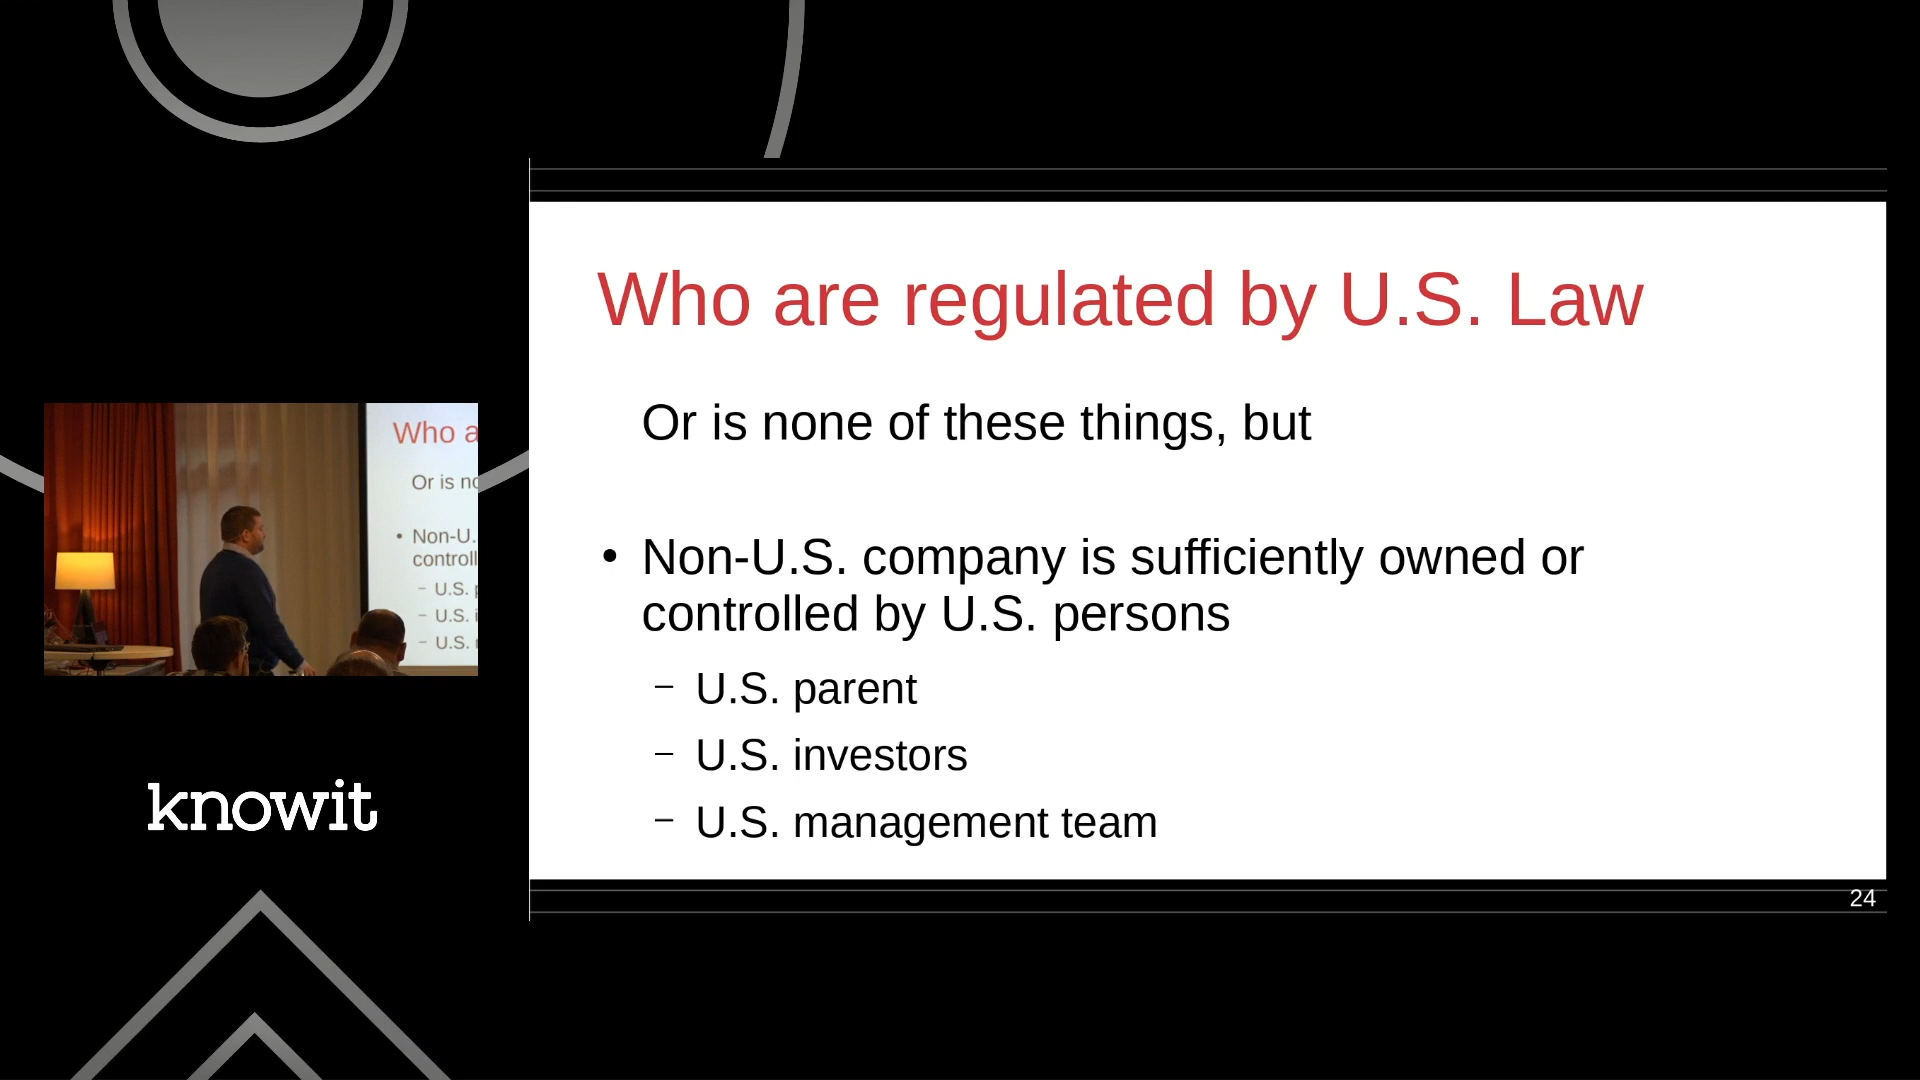 Who are regulated by U.S. Law
Or is none of these things, but
• Non-U.S. company is sufficiently owned or
controlled by U.S. persons
– U.S. parent
– U.S. investors
– U.S. management team
24
Who a
Or is no
• Non-U.
controll
– U.S. p
– U.S. i
– U.S. r
knowit